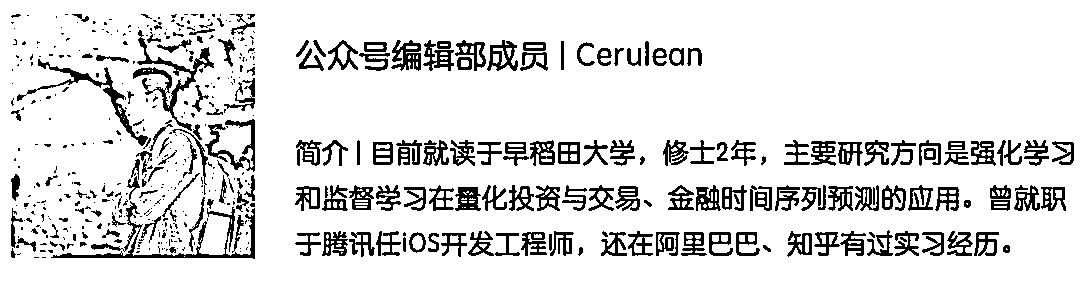 公众号编辑部成员 | Cerulean
简介 | 目前就读于早稻田大学，修士2年，主要研究方向是强化学习
和监督学习在量化投资与交易、金融时间序列预测的应用。曾就职
于腾讯任iOS开发工程师，还在阿里巴巴、知乎有过实习经历。